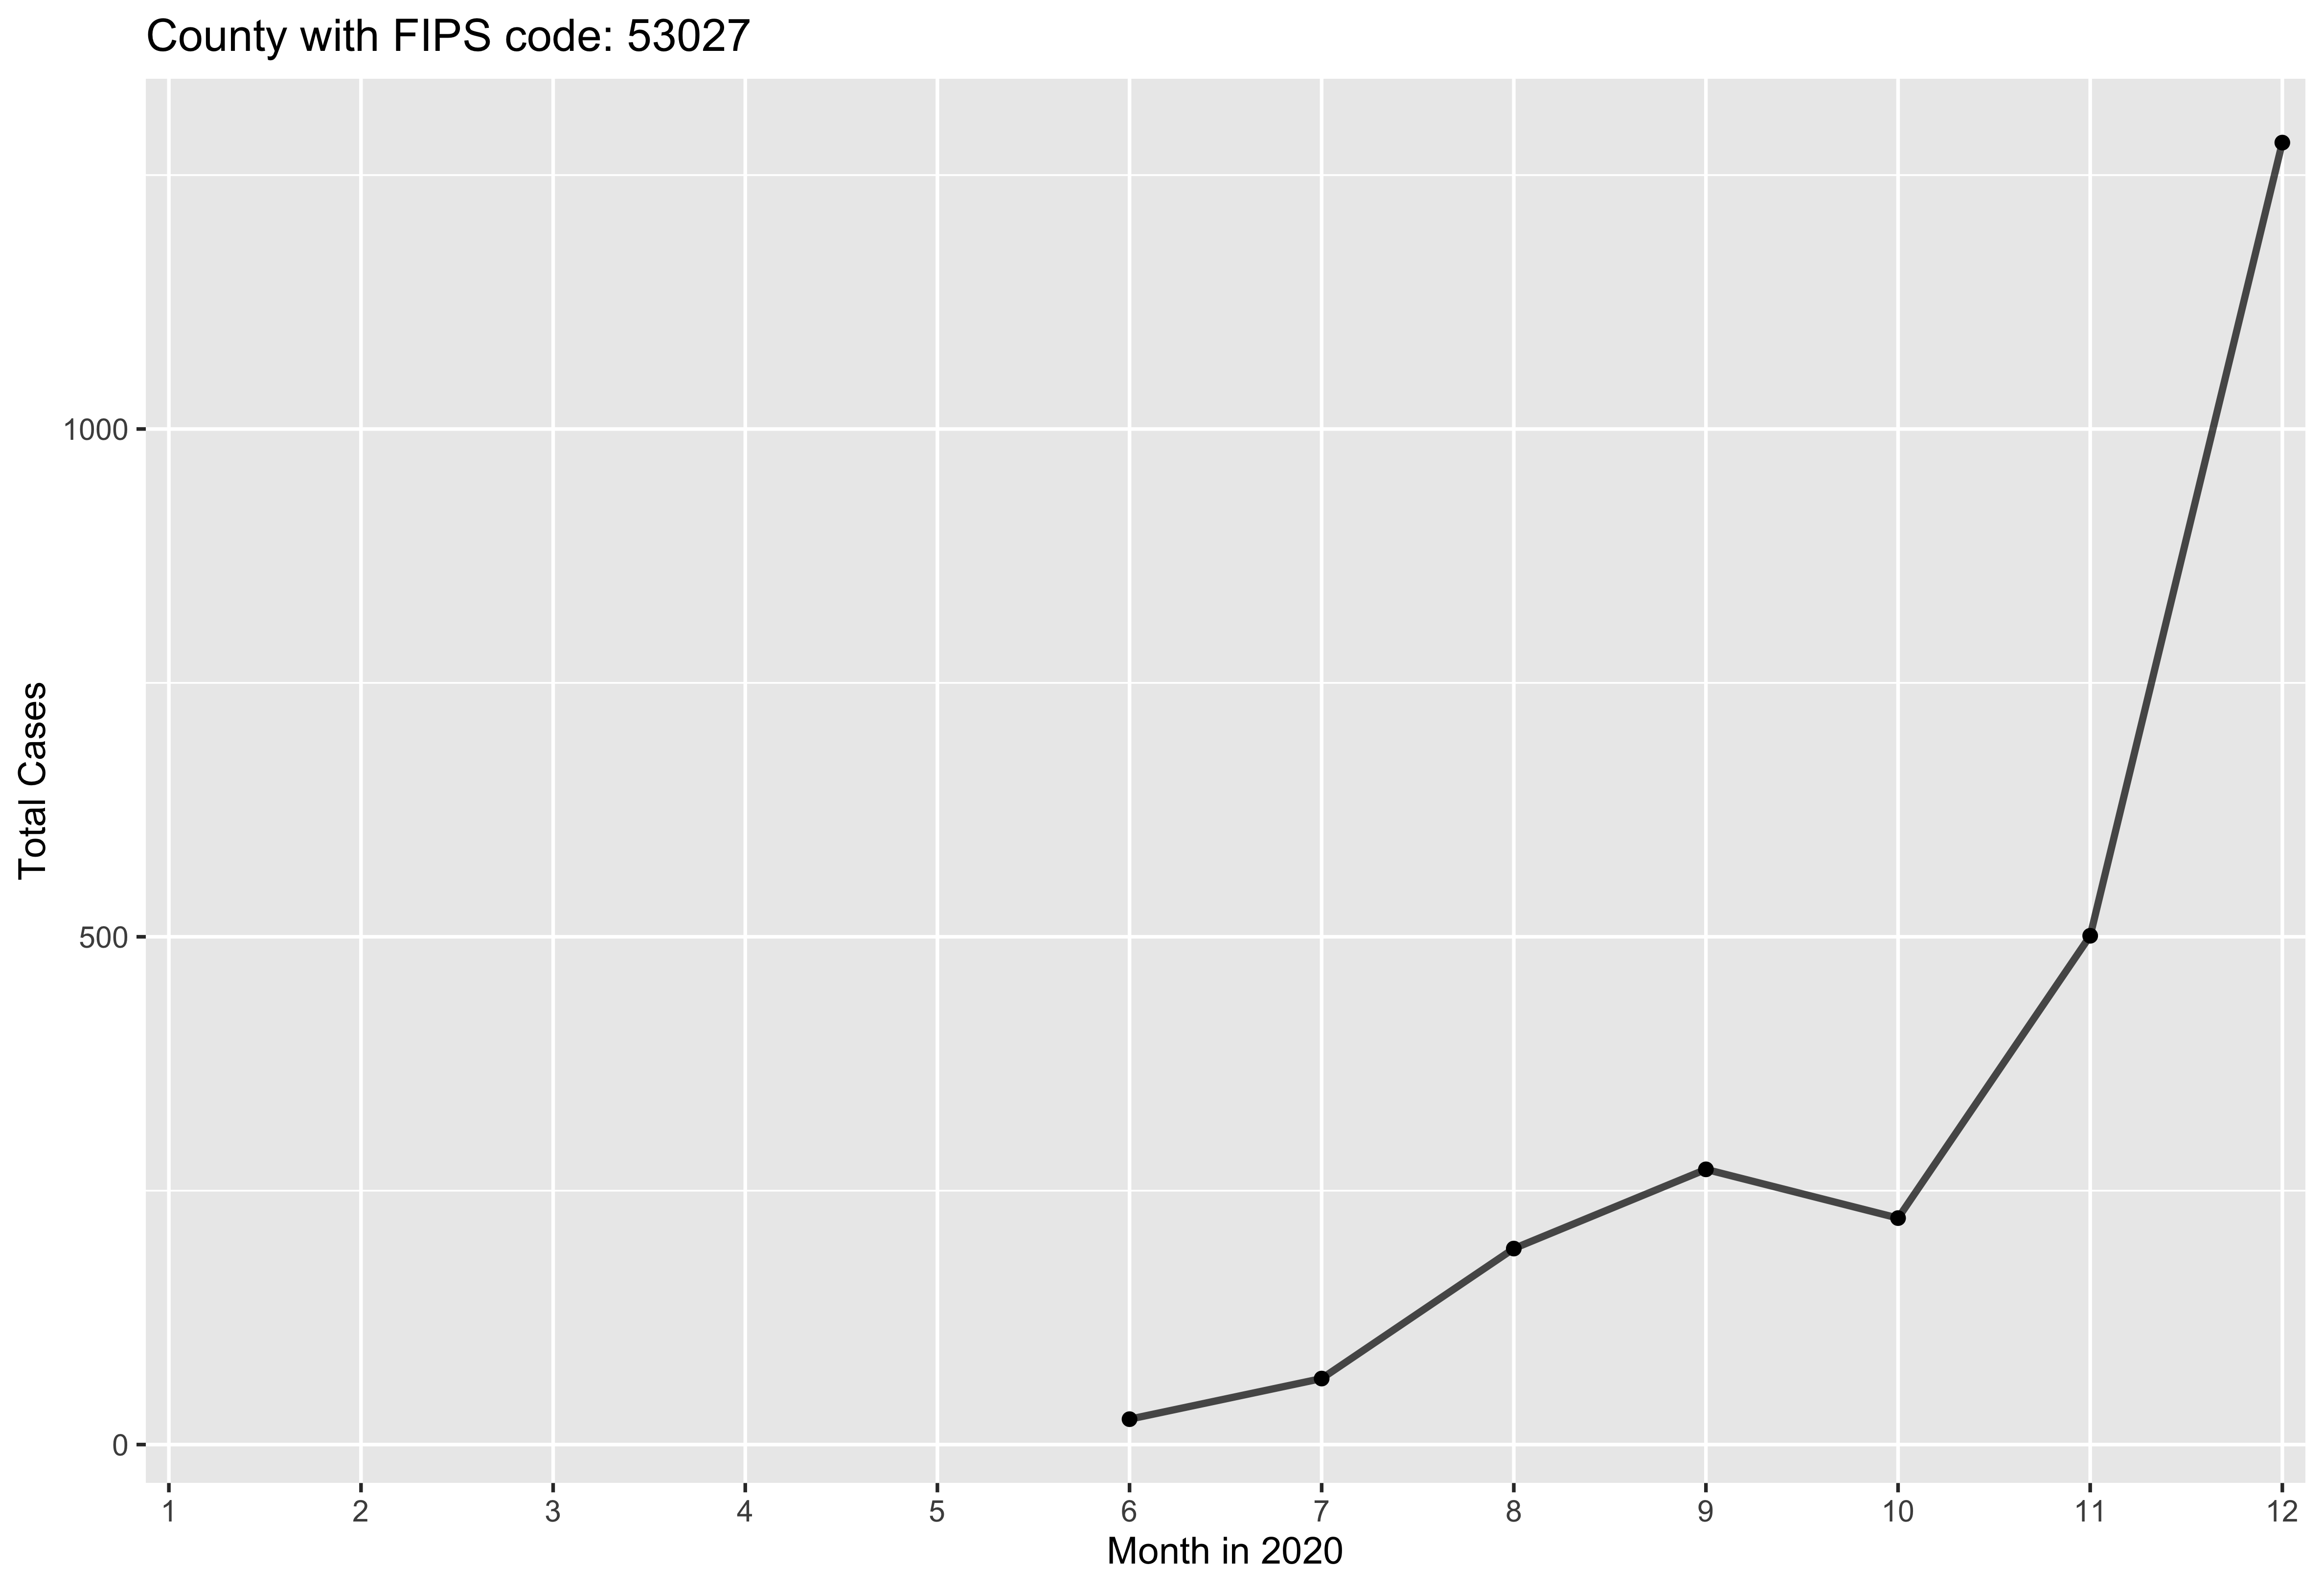 County with FIPS code: 53027
Total Cases
1000
500
0
1 2 3 4 5 6 7 8 9 10 11 12
Month in 2020